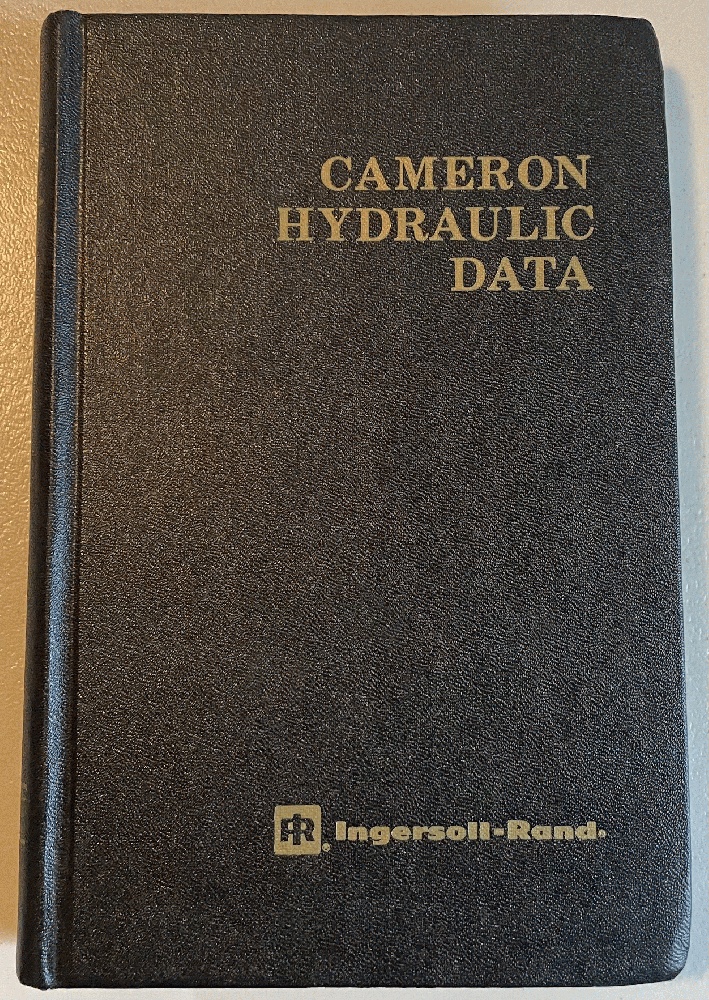 CAMERON
HYDRAULIC
DATA
IR® Ingersoll-Rand®